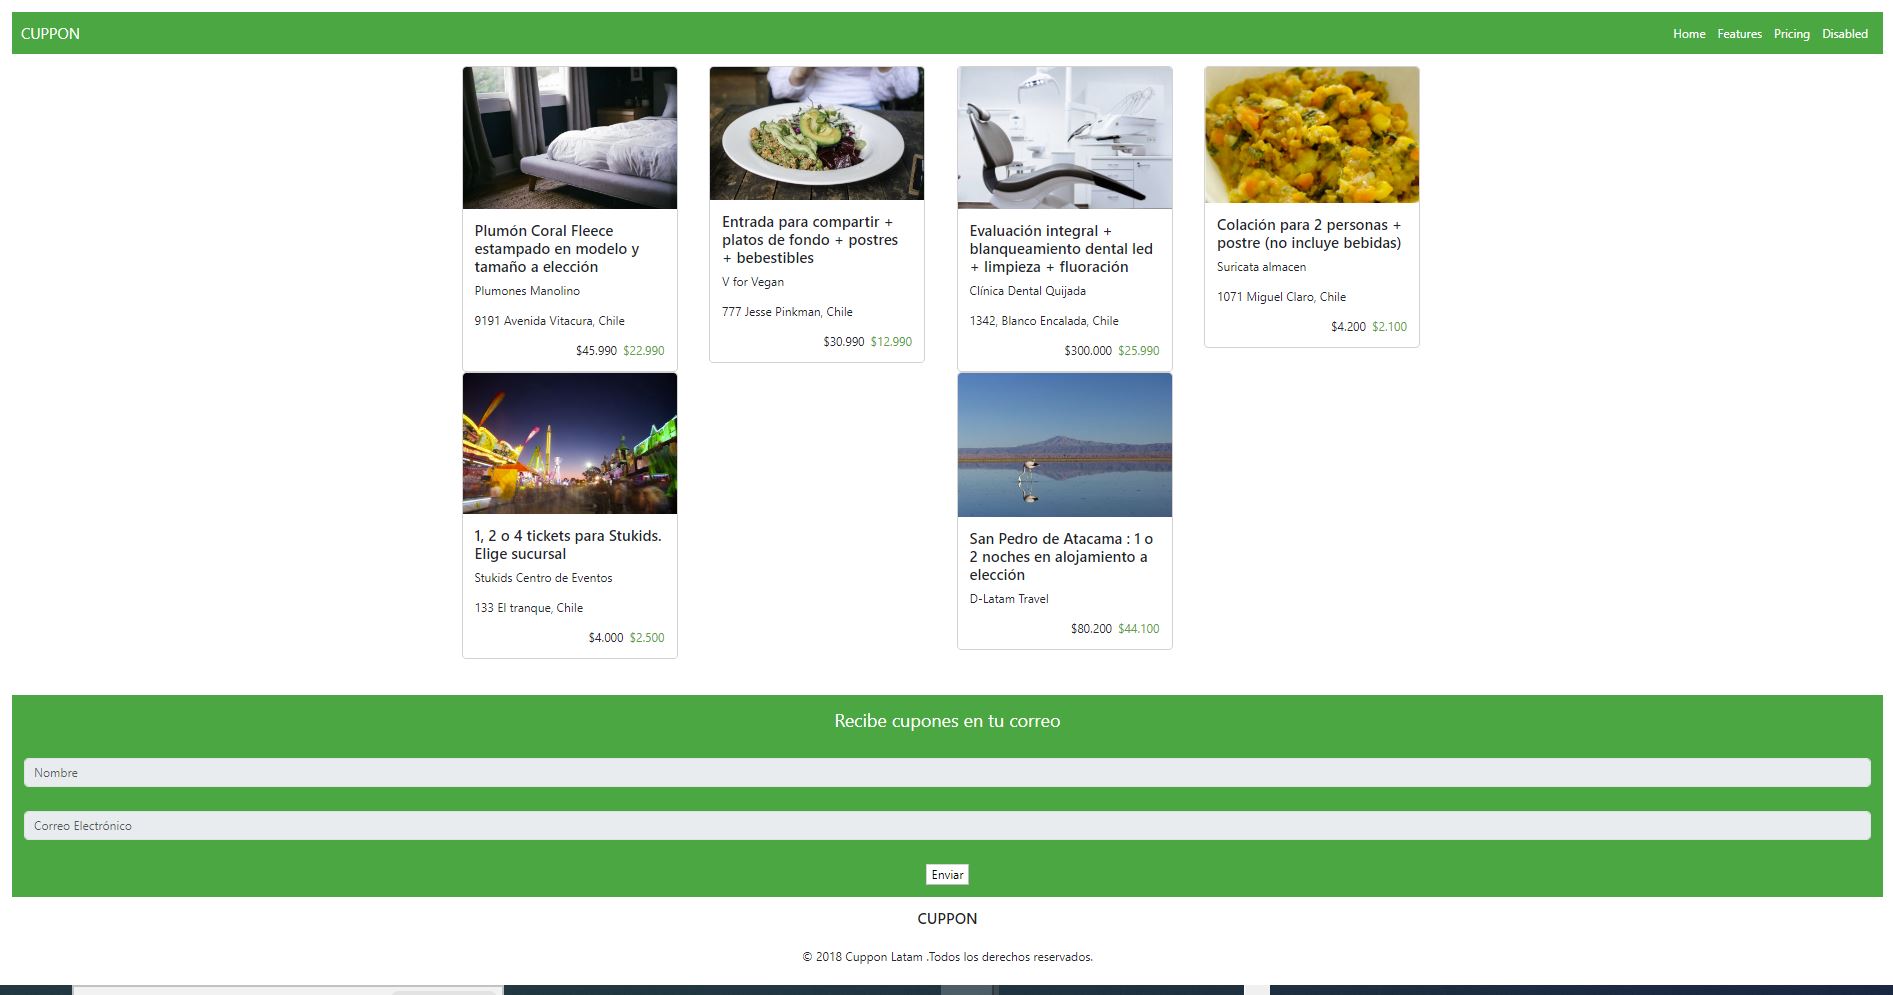 CUPPON
Home Features Pricing Disabled
Plumón Coral Fleece
estampado en modelo y
tamaño a elección
Plumones Manolino
9191 Avenida Vitacura, Chile
$45.990 $22.990
Entrada para compartir +
platos de fondo + postres
+ bebestibles
V for Vegan
777 Jesse Pinkman, Chile
$30.990 $12.990
Evaluación integral +
blanqueamiento dental led
+ limpieza + fluoración
Clínica Dental Quijada
1342, Blanco Encalada, Chile
$300.000 $25.990
Colación para 2 personas +
postre (no incluye bebidas)
Suricata almacen
1071 Miguel Claro, Chile
$4.200 $2.100
1, 2 o 4 tickets para Stukids.
Elige sucursal
Stukids Centro de Eventos
133 El tranque, Chile
$4.000 $2.500
San Pedro de Atacama : 1 o
2 noches en alojamiento a
elección
D-Latam Travel
$80.200 $44.100
Recibe cupones en tu correo
Nombre
Correo Electrónico
Enviar
CUPPON
© 2018 Cuppon Latam .Todos los derechos reservados.